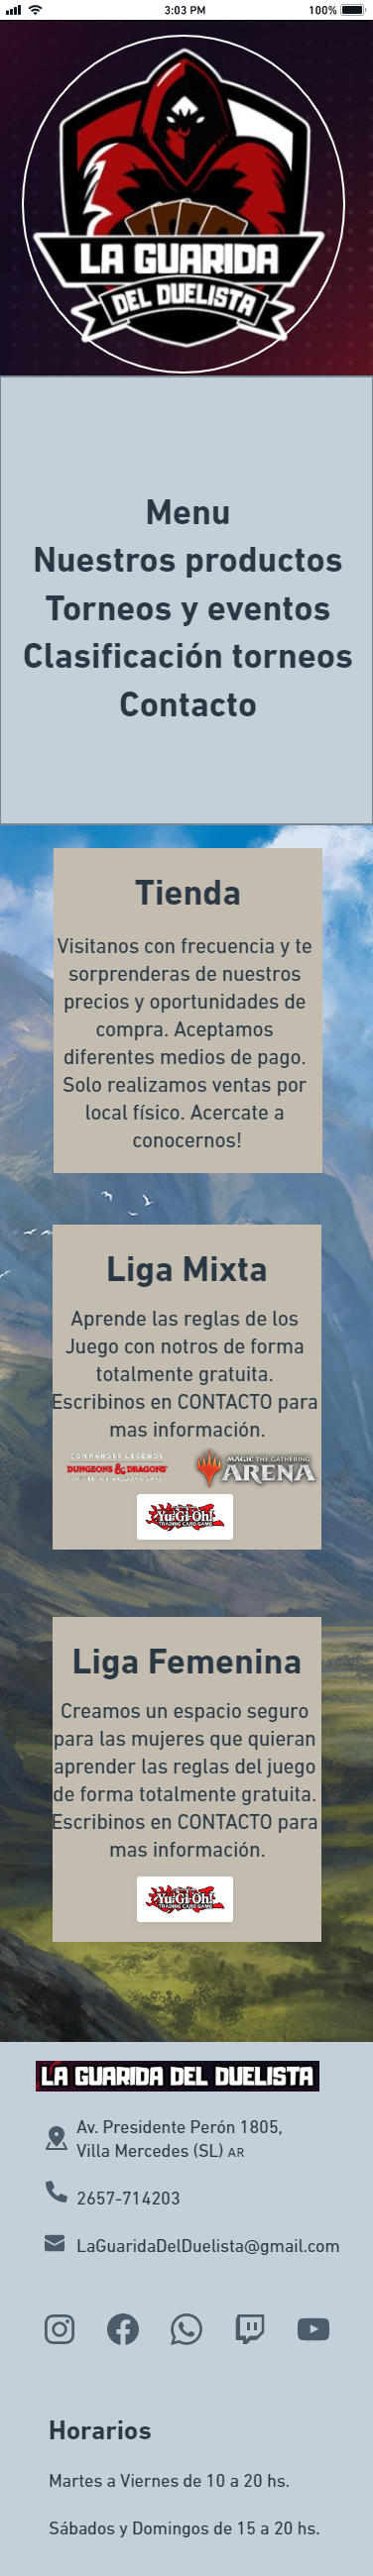 3:03 PM
100%
LA GUARIDA
DEL DUELISTA
Menu
Nuestros productos
Torneos y eventos
Clasificación torneos
Contacto
Tienda
Visitanos con frecuencia y te
sorprenderas de nuestros
precios y oportunidades de
compra. Aceptamos
diferentes medios de pago.
Solo realizamos ventas por
local físico. Acercate a
conocernos!
Liga Mixta
Aprende las reglas de los
Juego con notros de forma
totalmente gratuita.
Escribinos en CONTACTO para
mas información.
COMMANDER LEGENDS
DUNGEONS & DRAGONS
MAGIC THE GATHERING
ARENA
Yu-Gi-Oh!
TRADING CARD GAME
Liga Femenina
Creamos un espacio seguro
para las mujeres que quieran
aprender las reglas del juego
de forma totalmente gratuita.
Escribinos en CONTACTO para
mas información.
Yu-Gi-Oh!
TRADING CARD GAME
LA GUARIDA DEL DUELISTA
Av. Presidente Perón 1805,
Villa Mercedes (SL) AR
2657-714203
LaGuaridaDelDuelista@gmail.com
Horarios
Martes a Viernes de 10 a 20 hs.
Sábados y Domingos de 15 a 20 hs.